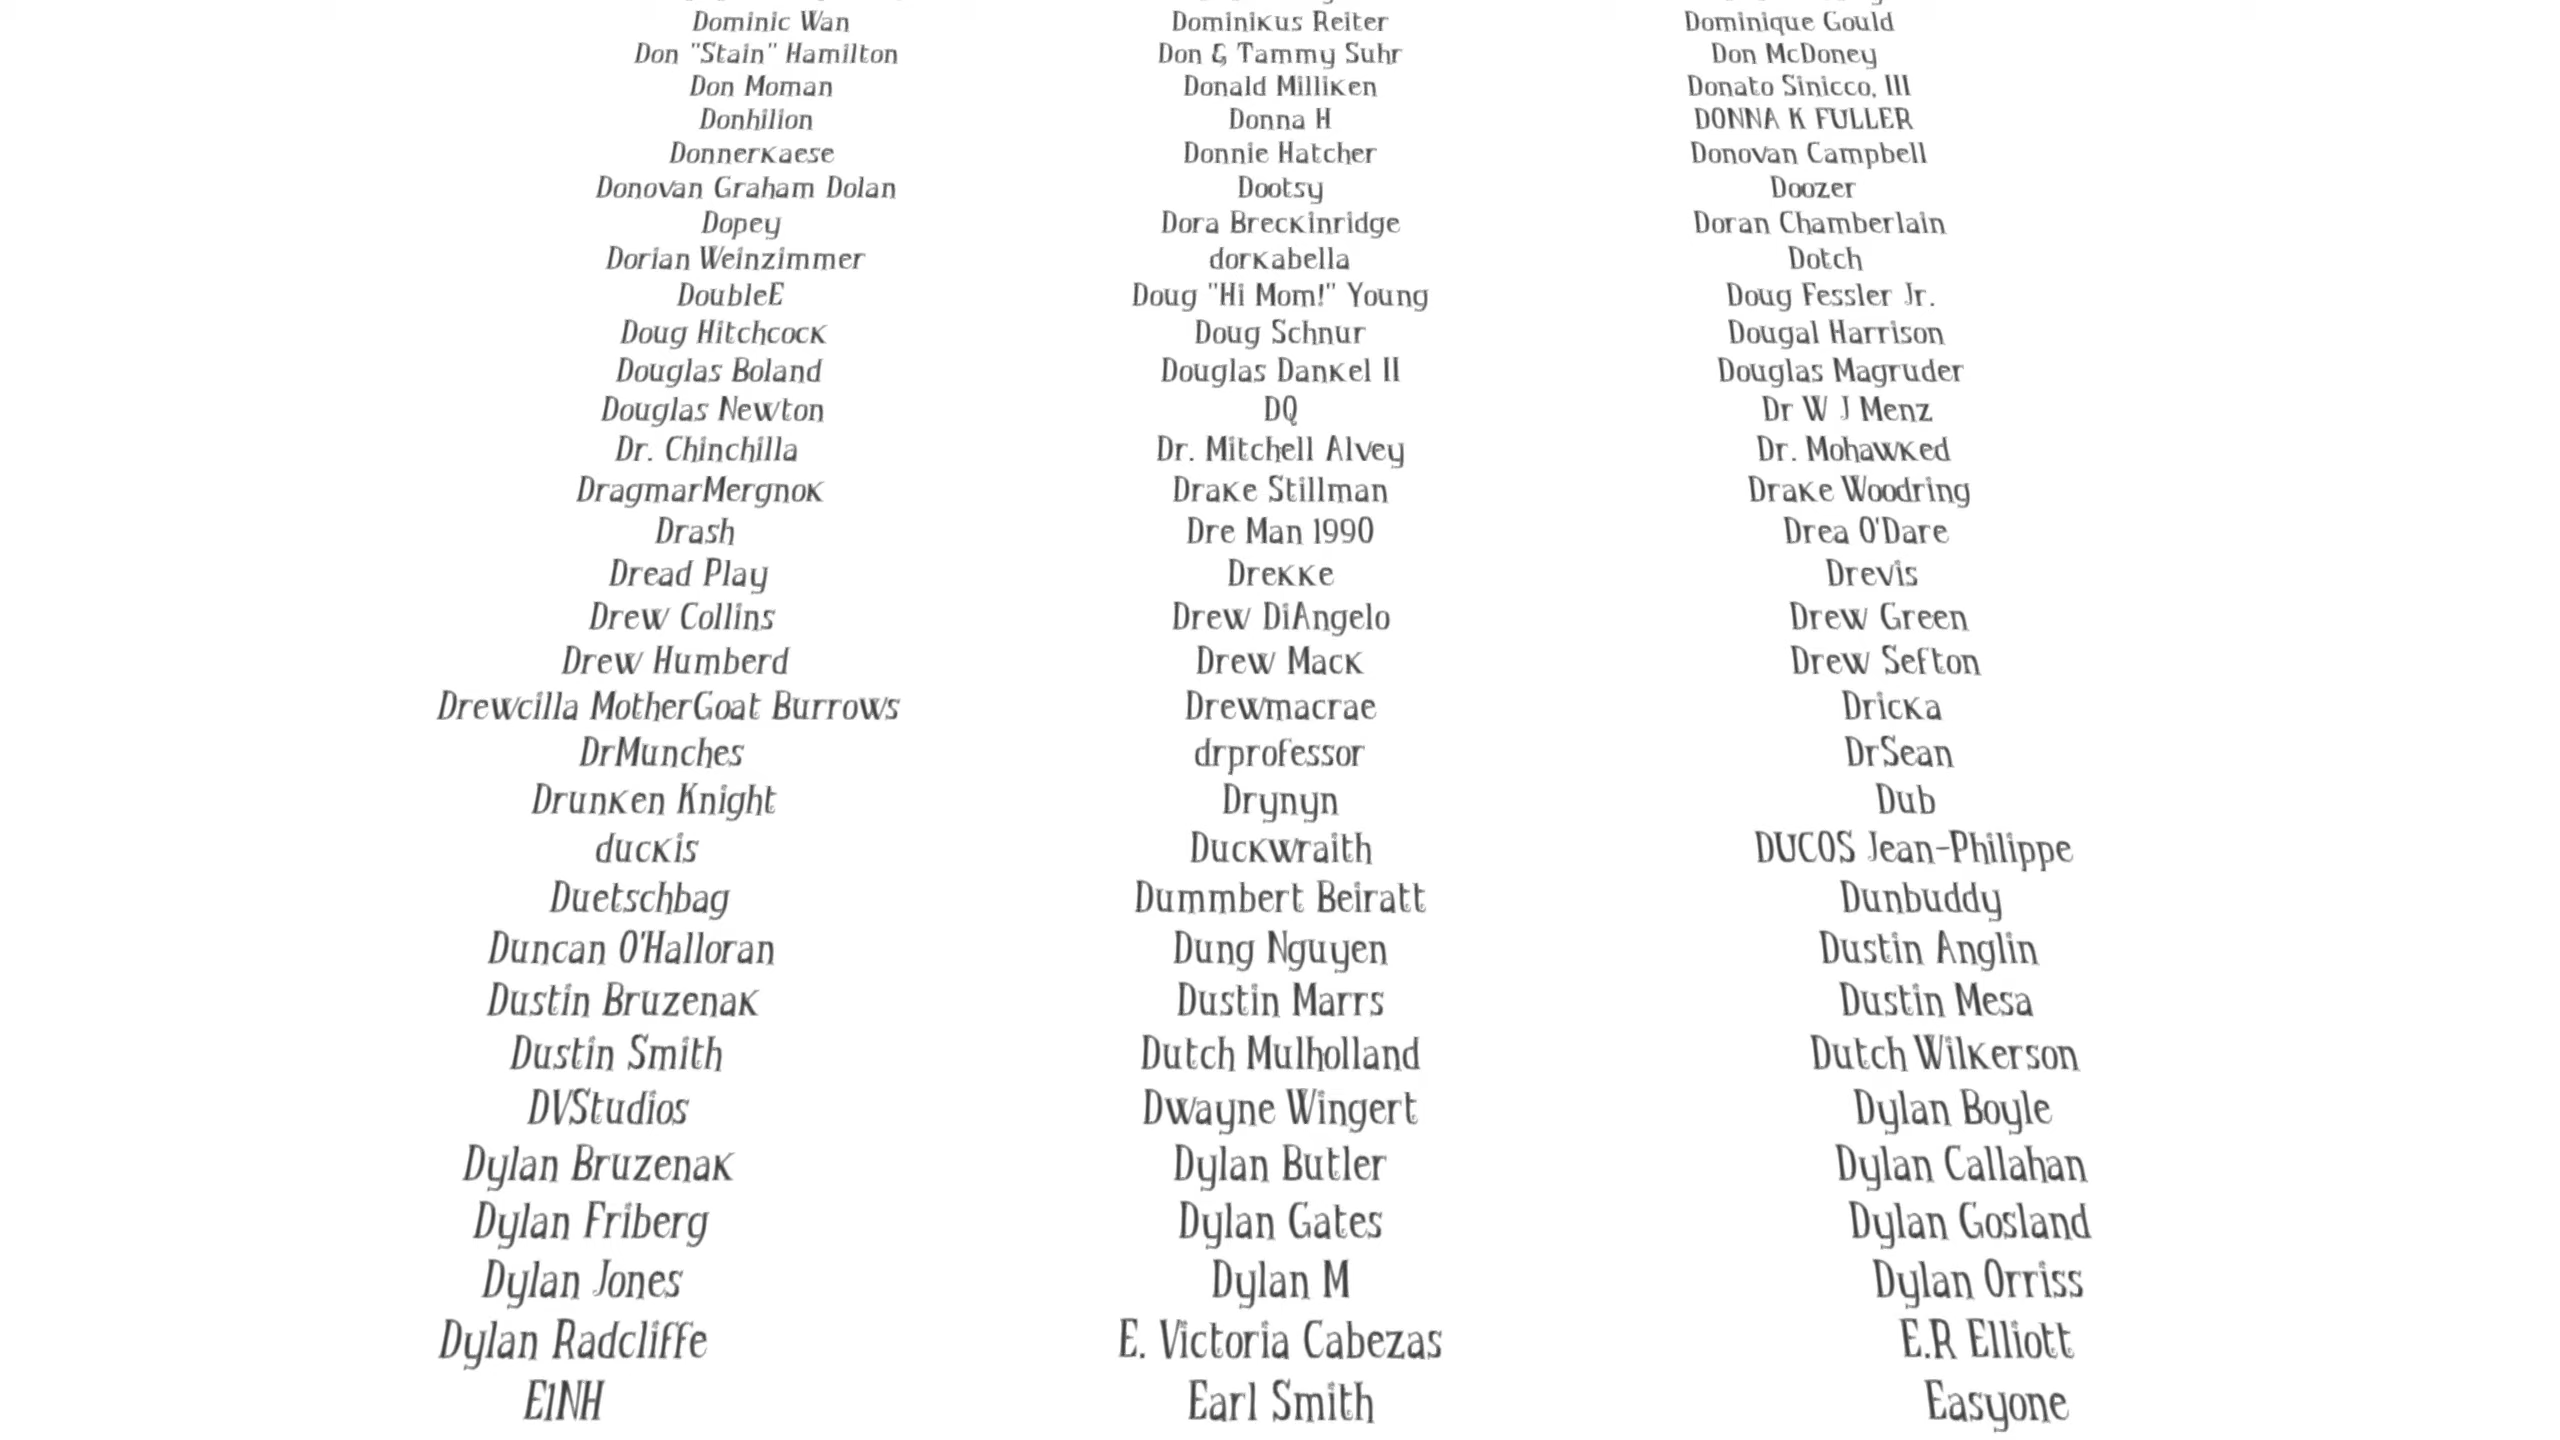 Dominic Wan Dominikus Reiter Dominique Gould
Don "Stain" Hamilton Don & Tammy Suhr Don McDoney
Don Moman Donald Milliken Donato Sinicco, III
Donhilion Donna H DONNA K FULLER
Donnerkaese Donnie Hatcher Donovan Campbell
Donovan Graham Dolan Dootsy Doozer
Dopey Dora Breckinridge Doran Chamberlain
Dorian Weinzimmer dorkabella Dotch
DoubleE Doug "Hi Mom!" Young Doug Fessler Jr.
Doug Hitchcock Doug Schnur Dougal Harrison
Douglas Boland Douglas Dankel II Douglas Magruder
Douglas Newton DQ Dr W J Menz
Dr. Chinchilla Dr. Mitchell Alvey Dr. Mohawked
DragmarMergnok Drake Stillman Drake Woodring
Drash Dre Man 1990 Drea O'Dare
Dread Play Drekke Drevis
Drew Collins Drew DiAngelo Drew Green
Drew Humberd Drew Mack Drew Sefton
Drewcilla MotherGoat Burrows Drewmacrae Dricka
DrMunches drprofessor DrSean
Drunken Knight Drynyn Dub
duckis Duckwraith DUCOS Jean-Philippe
Duetschbag Dummbert Beiratt Dunbuddy
Duncan O'Halloran Dung Nguyen Dustin Anglin
Dustin Bruzenak Dustin Marrs Dustin Mesa
Dustin Smith Dutch Mulholland Dutch Wilkerson
DVStudios Dwayne Wingert Dylan Boyle
Dylan Bruzenak Dylan Butler Dylan Callahan
Dylan Friberg Dylan Gates Dylan Gosland
Dylan Jones Dylan M Dylan Orriss
Dylan Radcliffe E. Victoria Cabezas E.R Elliott
E1NH Earl Smith Easyone